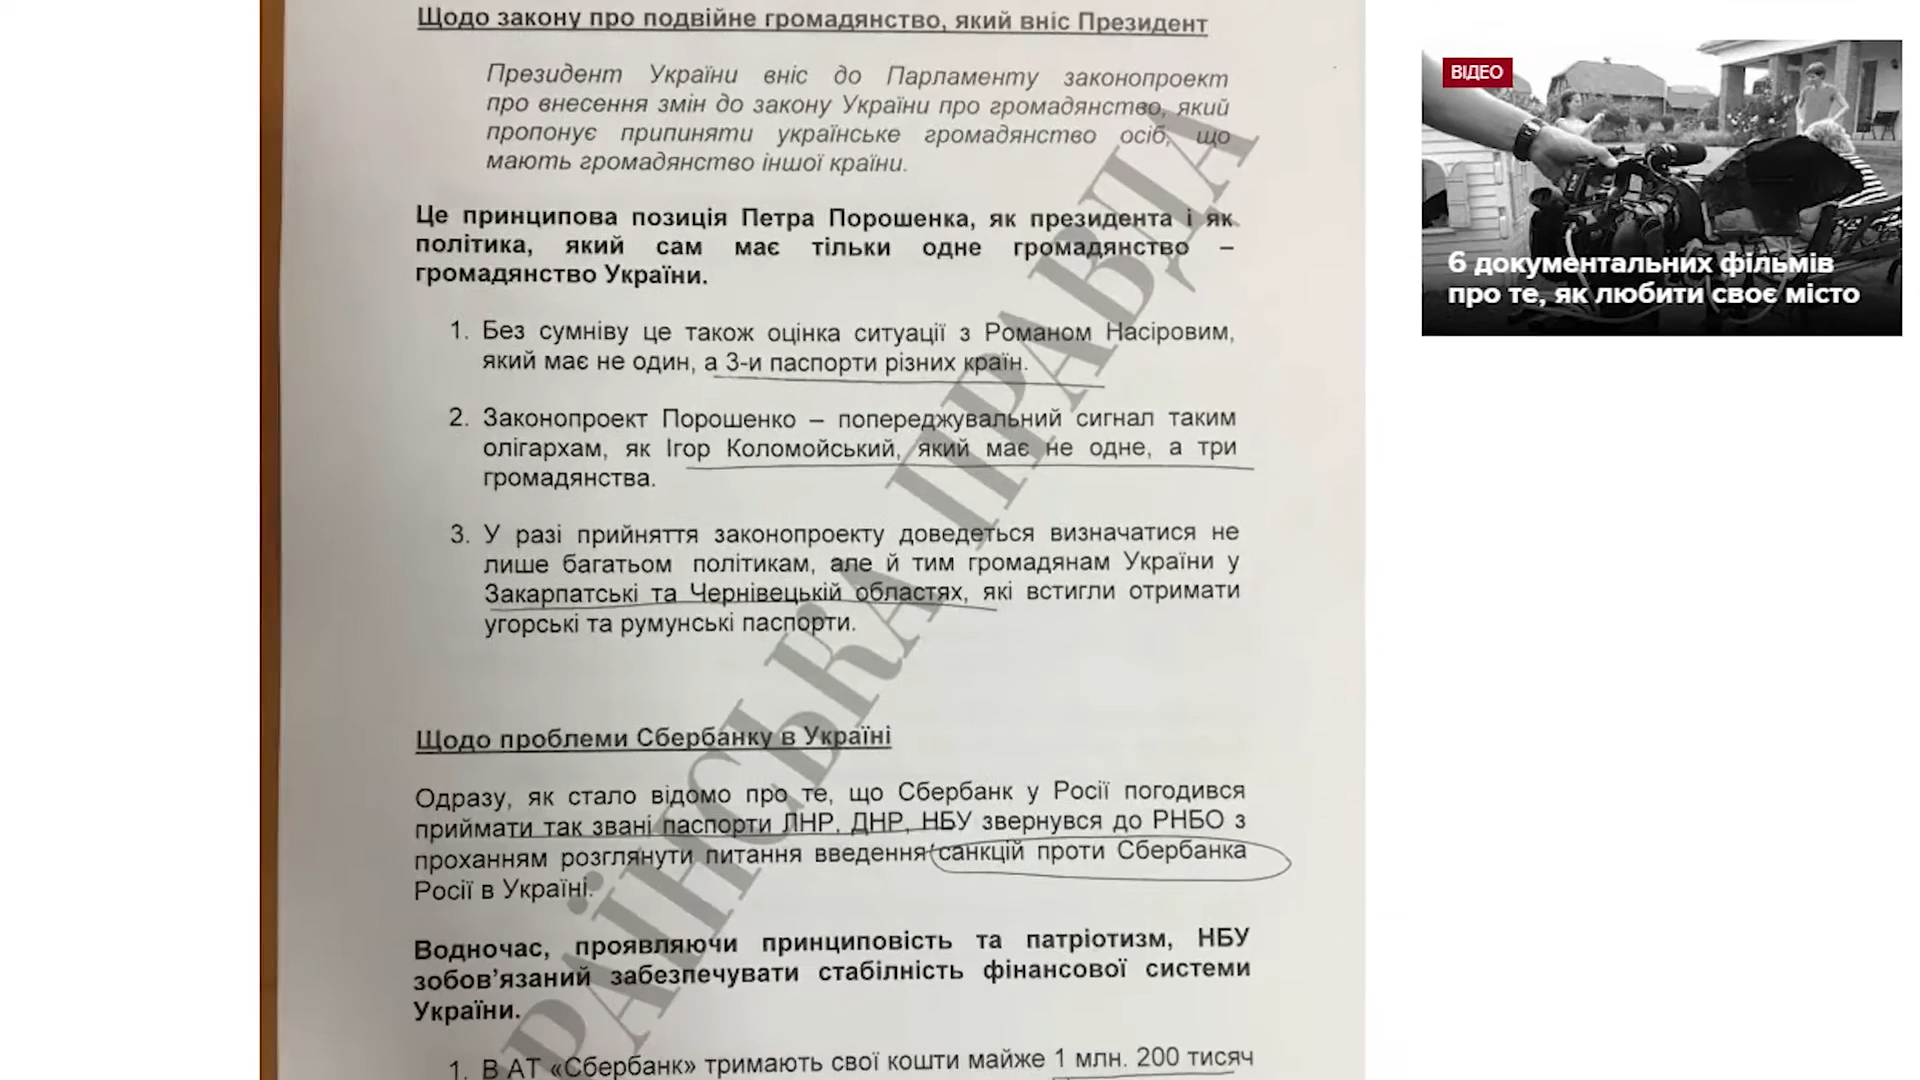 Щодо закону про подвійне громадянство, який вніс Президент
Президент України вніс до Парламенту законопроект
про внесення змін до закону України про громадянство, який
пропонує припиняти українське громадянство осіб, що
мають громадянство іншої країни.
Це принципова позиція Петра Порошенка, як президента і як
політика, який сам має тільки одне громадянство –
громадянство України.
1. Без сумніву це також оцінка ситуації з Романом Насіровим,
який має не один, а 3-и паспорти різних країн.
2. Законопроект Порошенко – попереджувальний сигнал таким
олігархам, як Ігор Коломойський, який має не одне, а три
громадянства.
3. У разі прийняття законопроекту доведеться визначатися не
лише багатьом політикам, але й тим громадянам України у
Закарпатські та Чернівецькій областях, які встигли отримати
угорські та румунські паспорти.
Щодо проблеми Сбербанку в Україні
Одразу, як стало відомо про те, що Сбербанк у Росії погодився
приймати так звані паспорти ЛНР, ДНР, НБУ звернувся до РНБО з
проханням розглянути питання введення санкцій проти Сбербанка
Росії в Україні.
Водночас, проявляючи принциповість та патріотизм, НБУ
зобов’язаний забезпечувати стабільність фінансової системи
України.
1. В АТ «Сбербанк» тримають свої кошти майже 1 млн. 200 тисяч
РАЇНСЬКА ПРАВДА
ВІДЕО
6 документальних фільмів
про те, як любити своє місто